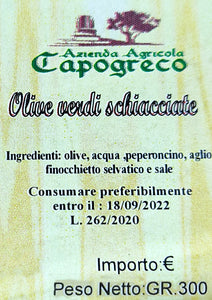 Azienda Agricola
Capogreco
Olive verdi schiacciate
Ingredienti: olive, acqua ,peperoncino, aglio
finocchietto selvatico e sale
Consumare preferibilmente
entro il : 18/09/2022
L. 262/2020
Importo:€
Peso Netto:GR.300